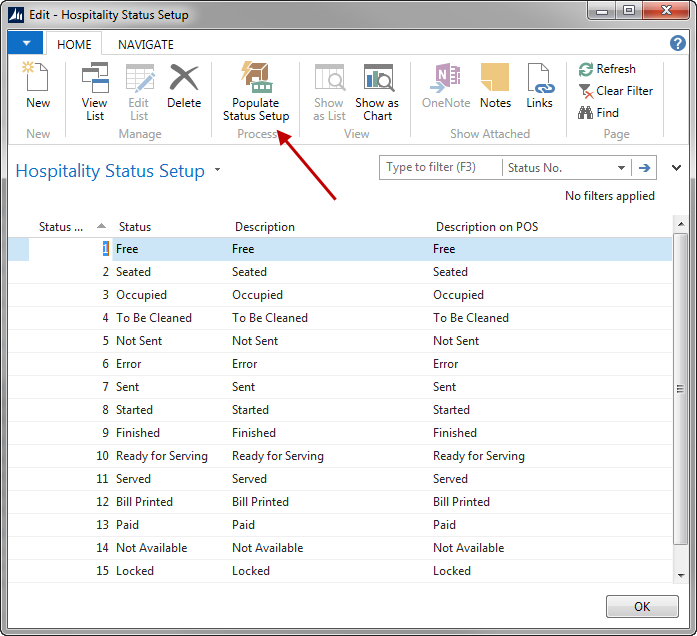 Edit - Hospitality Status Setup
HOME NAVIGATE
New View List Edit List Delete Populate Status Setup Show as List Show as Chart OneNote Notes Links Refresh Clear Filter Find
New Manage Process View Show Attached Page
Hospitality Status Setup Type to filter (F3) Status No.
No filters applied
Status ... Status Description Description on POS
1 Free Free Free
2 Seated Seated Seated
3 Occupied Occupied Occupied
4 To Be Cleaned To Be Cleaned To Be Cleaned
5 Not Sent Not Sent Not Sent
6 Error Error Error
7 Sent Sent Sent
8 Started Started Started
9 Finished Finished Finished
10 Ready for Serving Ready for Serving Ready for Serving
11 Served Served Served
12 Bill Printed Bill Printed Bill Printed
13 Paid Paid Paid
14 Not Available Not Available Not Available
15 Locked Locked Locked
OK